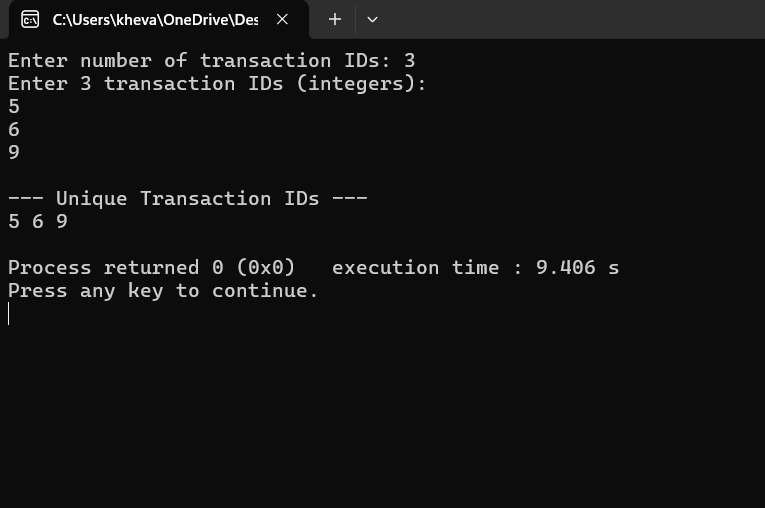 C:\Users\kheva\OneDrive\Des
Enter number of transaction IDs: 3
Enter 3 transaction IDs (integers):
5
6
9
--- Unique Transaction IDs ---
5 6 9
Process returned 0 (0x0)   execution time : 9.406 s
Press any key to continue.